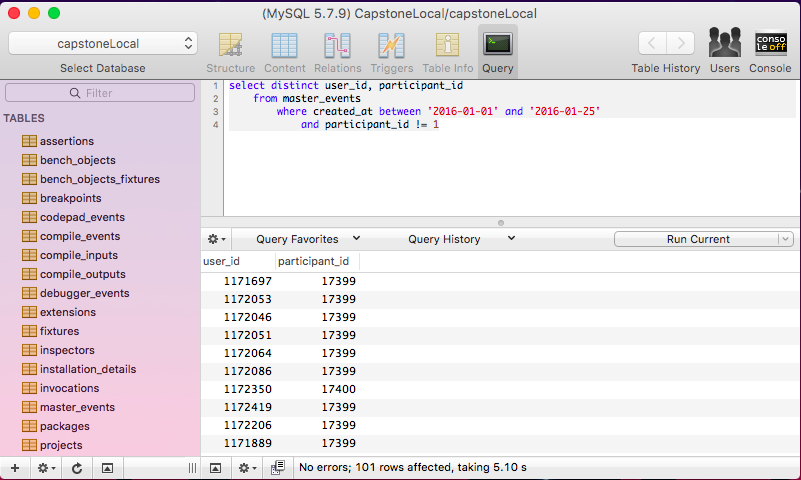 (MySQL 5.7.9) CapstoneLocal/capstoneLocal
capstoneLocal
conso
le off
Select Database
Structure
Content
Relations
Triggers
Table Info
Query
Table History
Users
Console
Filter
TABLES
assertions
bench_objects
bench_objects_fixtures
breakpoints
codepad_events
compile_events
compile_inputs
compile_outputs
debugger_events
extensions
fixtures
inspectors
installation_details
invocations
master_events
packages
projects
1 select distinct user_id, participant_id
2 from master_events
3 where created_at between '2016-01-01' and '2016-01-25'
4 and participant_id != 1
Query Favorites
Query History
Run Current
user_id participant_id
1171697 17399
1172053 17399
1172046 17399
1172051 17399
1172064 17399
1172086 17399
1172350 17400
1172419 17399
1172206 17399
1171889 17399
No errors; 101 rows affected, taking 5.10 s